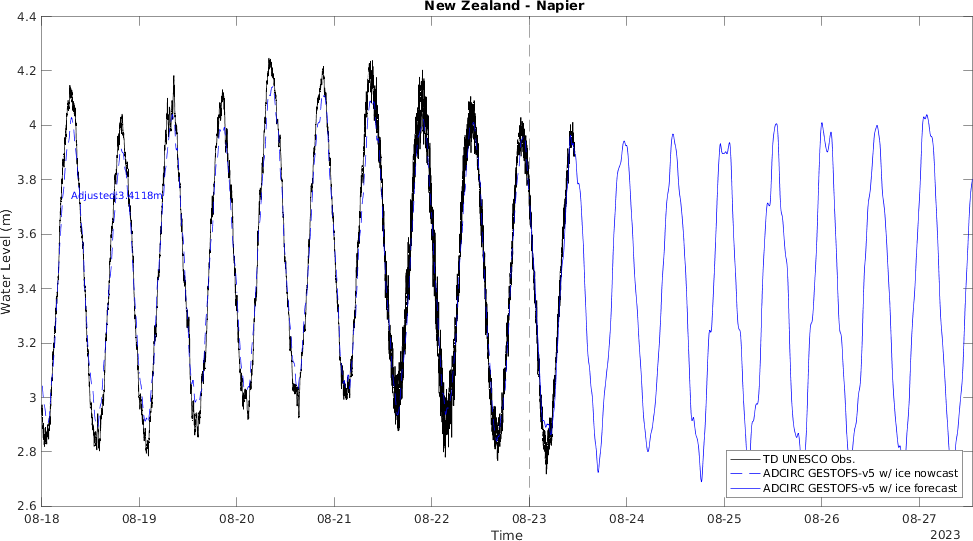 New Zealand - Napier
4.4
4.2
4
3.8
3.6
3.4
3.2
3
2.8
2.6
Water Level (m)
Adjusted:3.4118m
TD UNESCO Obs.
ADCIRC GESTOFS-v5 w/ ice nowcast
ADCIRC GESTOFS-v5 w/ ice forecast
08-18 08-19 08-20 08-21 08-22 08-23 08-24 08-25 08-26 08-27
Time
2023